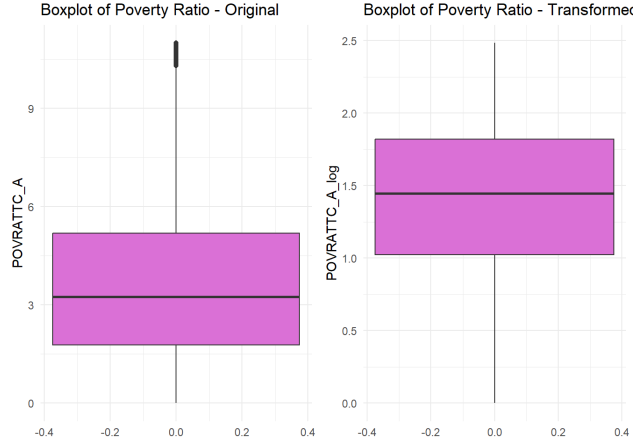 Boxplot of Poverty Ratio - Original
POVRATTC_A
9
6
3
0
-0.4 -0.2 0.0 0.2 0.4
Boxplot of Poverty Ratio - Transformed
POVRATTC_A_log
2.5
2.0
1.5
1.0
0.5
0.0
-0.4 -0.2 0.0 0.2 0.4